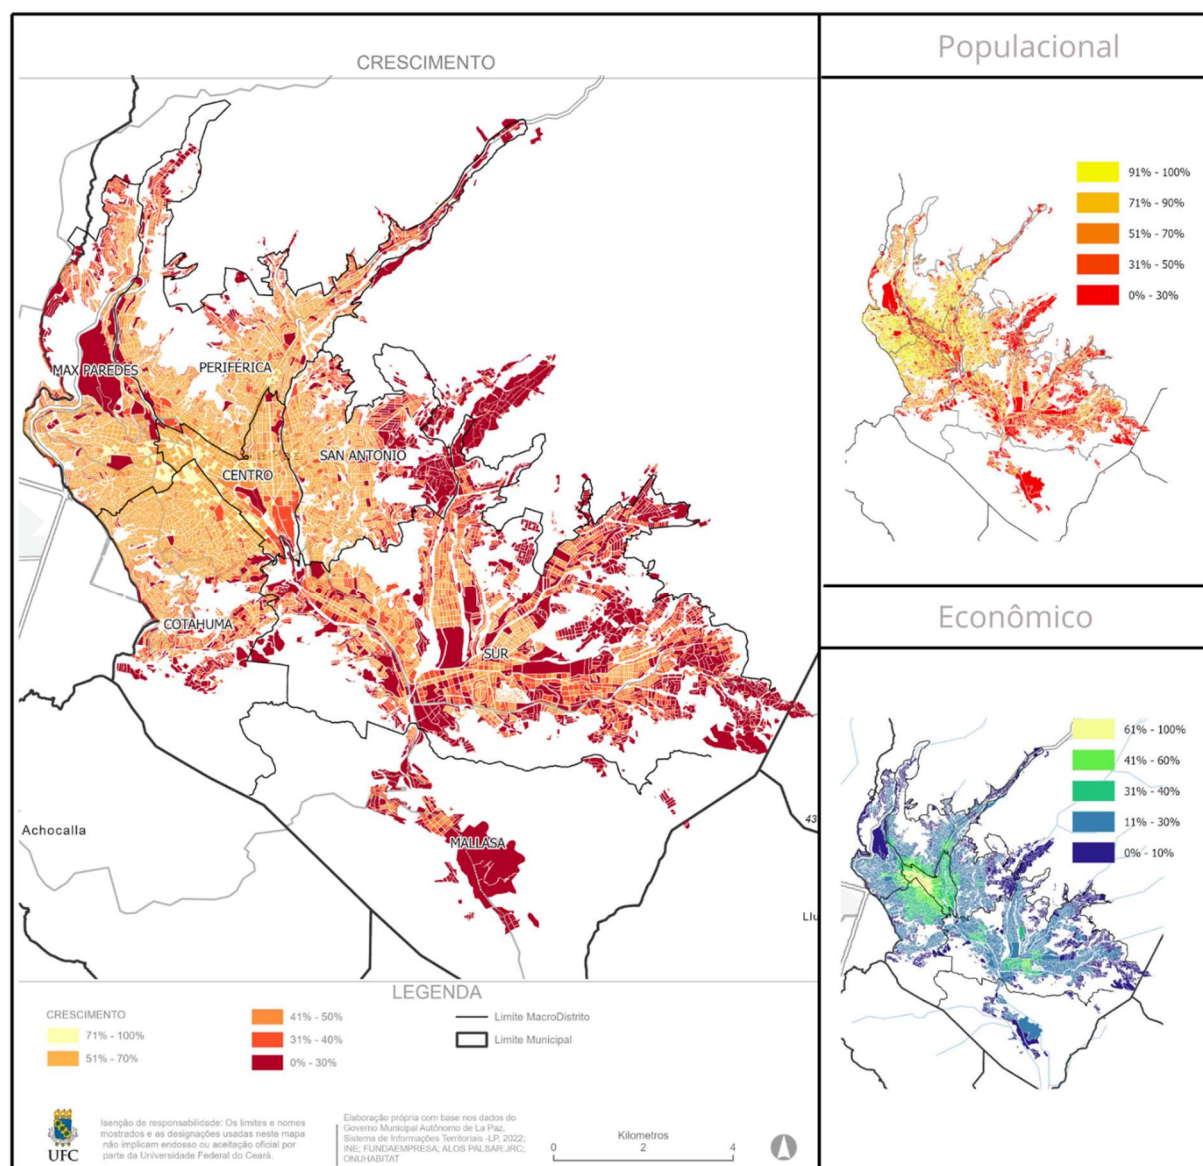 CRESCIMENTO
MAX PAREDES
PERIFÉRICA
SAN ANTONIO
CENTRO
COTAHUMA
SUR
MALLASA
Achocalla
43
Llu
LEGENDA
CRESCIMENTO
71% - 100%
51% - 70%
41% - 50%
31% - 40%
0% - 30%
Limite MacroDistrito
Limite Municipal
UFC
Isenção de responsabilidade: Os limites e nomes
mostrados e as designações usadas neste mapa
não implicam endosso ou aceitação oficial por
parte da Universidade Federal do Ceará.
Elaboração própria com base nos dados do
Governo Municipal Autônomo de La Paz,
Sistema de Informações Territoriais -LP, 2022;
INE; FUNDAEMPRESA; ALOS PALSAR;JRC;
ONUHABITAT
Kilometros
0 2 4
Populacional
91% - 100%
71% - 90%
51% - 70%
31% - 50%
0% - 30%
Econômico
61% - 100%
41% - 60%
31% - 40%
11% - 30%
0% - 10%